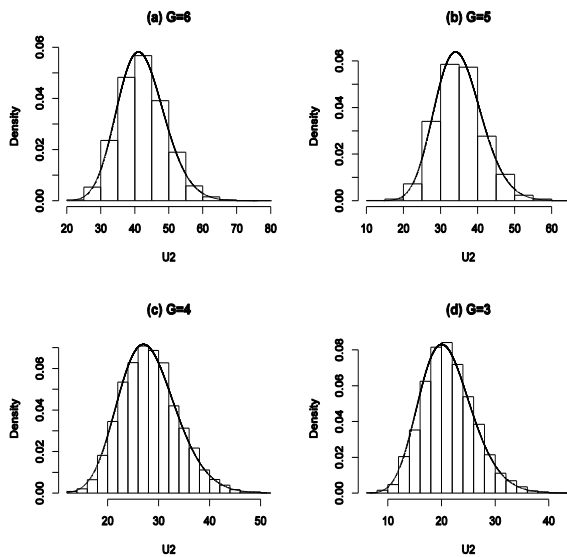 (a) G=6
Density
0.00 0.02 0.04 0.06
20 30 40 50 60 70 80
U2
(b) G=5
Density
0.00 0.02 0.04 0.06
10 20 30 40 50 60
U2
(c) G=4
Density
0.00 0.02 0.04 0.06
20 30 40 50
U2
(d) G=3
Density
0.00 0.02 0.04 0.06 0.08
10 20 30 40
U2